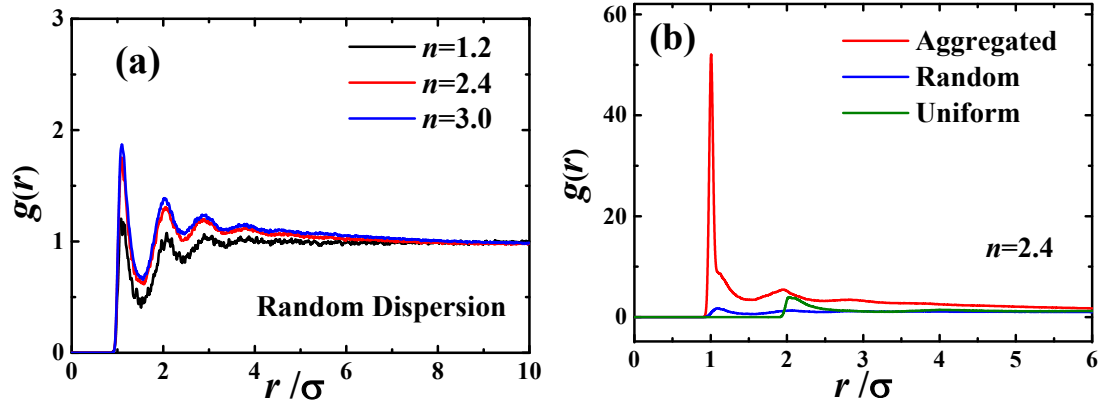 (a)
n=1.2
n=2.4
n=3.0
Random Dispersion
g(r)
3
2
1
0
0 2 4 6 8 10
r /σ
(b)
Aggregated
Random
Uniform
n=2.4
g(r)
60
40
20
0
0 1 2 3 4 5 6
r /σ